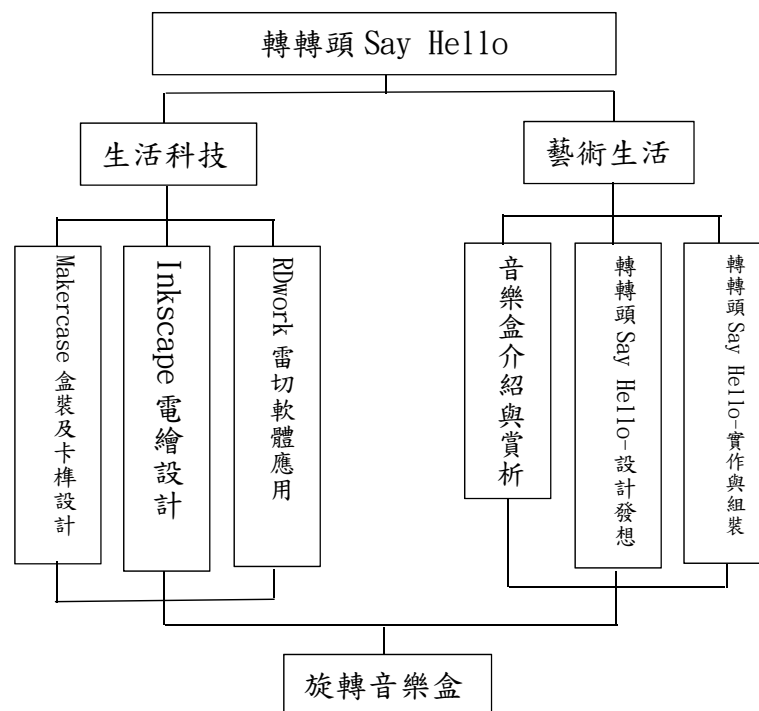 轉轉頭 Say Hello
生活科技
藝術生活
Makercase 盒裝及卡榫設計
Inkscape 電繪設計
RDwork 雷切軟體應用
音樂盒介紹與賞析
轉轉頭 Say Hello-設計發想
轉轉頭 Say Hello-實作與組裝
旋轉音樂盒